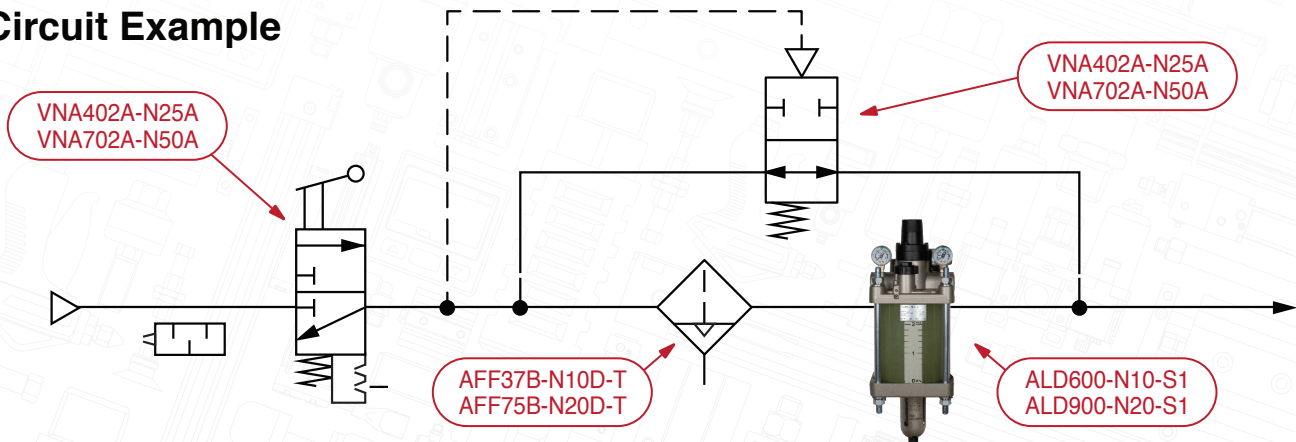 Circuit Example
VNA402A-N25A
VNA702A-N50A
VNA402A-N25A
VNA702A-N50A
AFF37B-N10D-T
AFF75B-N20D-T
ALD600-N10-S1
ALD900-N20-S1